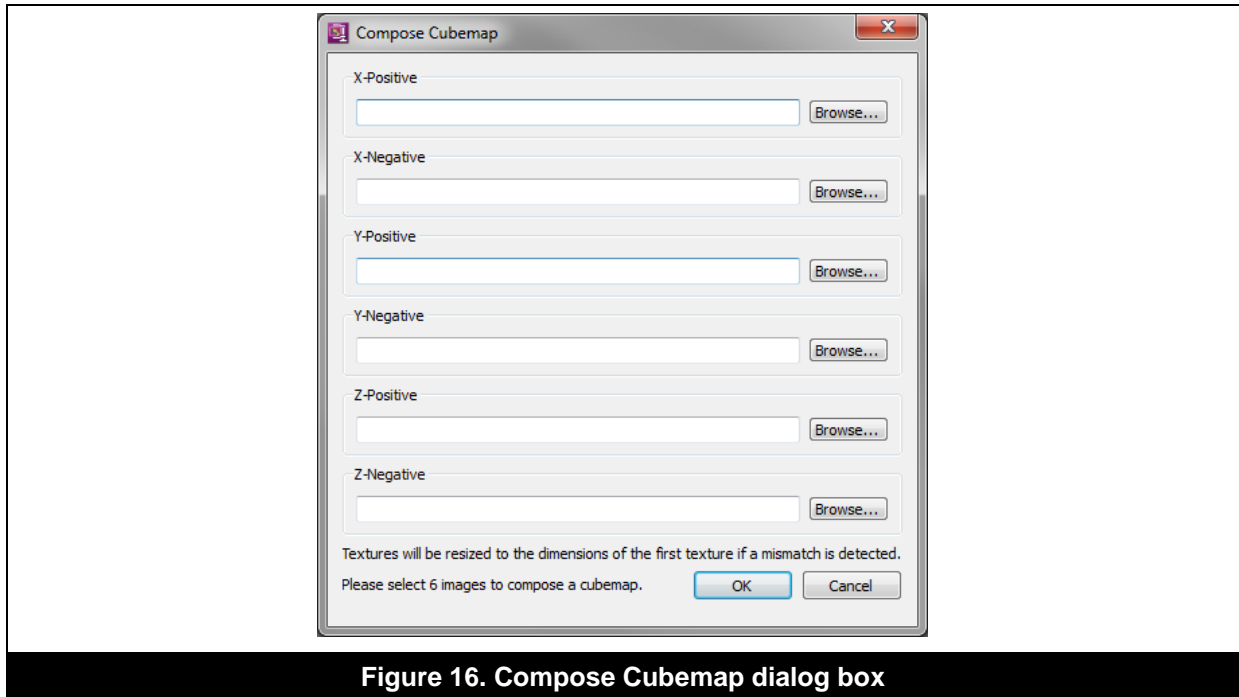 Compose Cubemap
X-Positive
Browse...
X-Negative
Browse...
Y-Positive
Browse...
Y-Negative
Browse...
Z-Positive
Browse...
Z-Negative
Browse...
Textures will be resized to the dimensions of the first texture if a mismatch is detected.
Please select 6 images to compose a cubemap. OK Cancel
Figure 16. Compose Cubemap dialog box